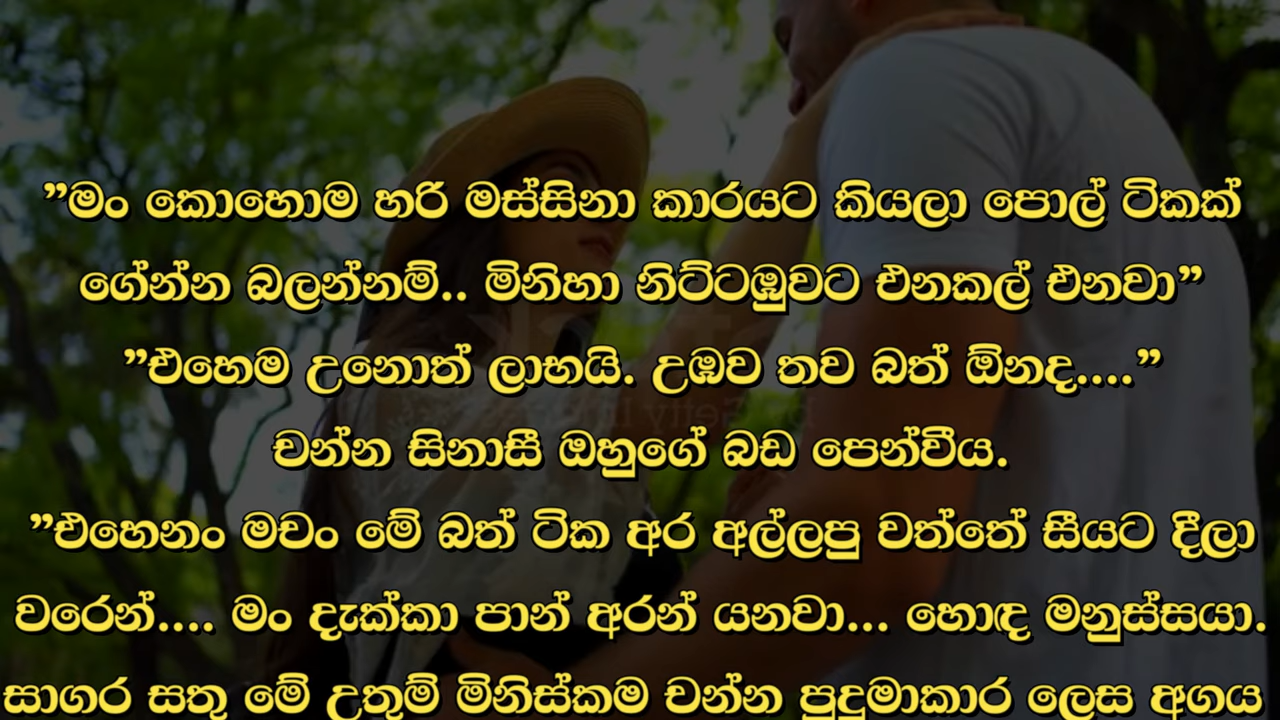 ”මං කොහොම හරි මස්සිනා කාරයට කියලා පොල් ටිකක්
ගේන්න බලන්නම්.. මිනිහා නිට්ටඹුවට එනකල් එනවා”
”එහෙම උනොත් ලාභයි. උඹව තව බත් ඕනද....”
චන්න සිනාසී ඔහුගේ බඩ පෙන්වීය.
”එහෙනං මචං මේ බත් ටික අර අල්ලපු වත්තේ සීයට දීලා
වරෙන්.... මං දැක්කා පාන් අරන් යනවා... හොඳ මනුස්සයා.
සාගර සතු මේ උතුම් මිනිස්කම චන්න පුදුමාකාර ලෙස අගය